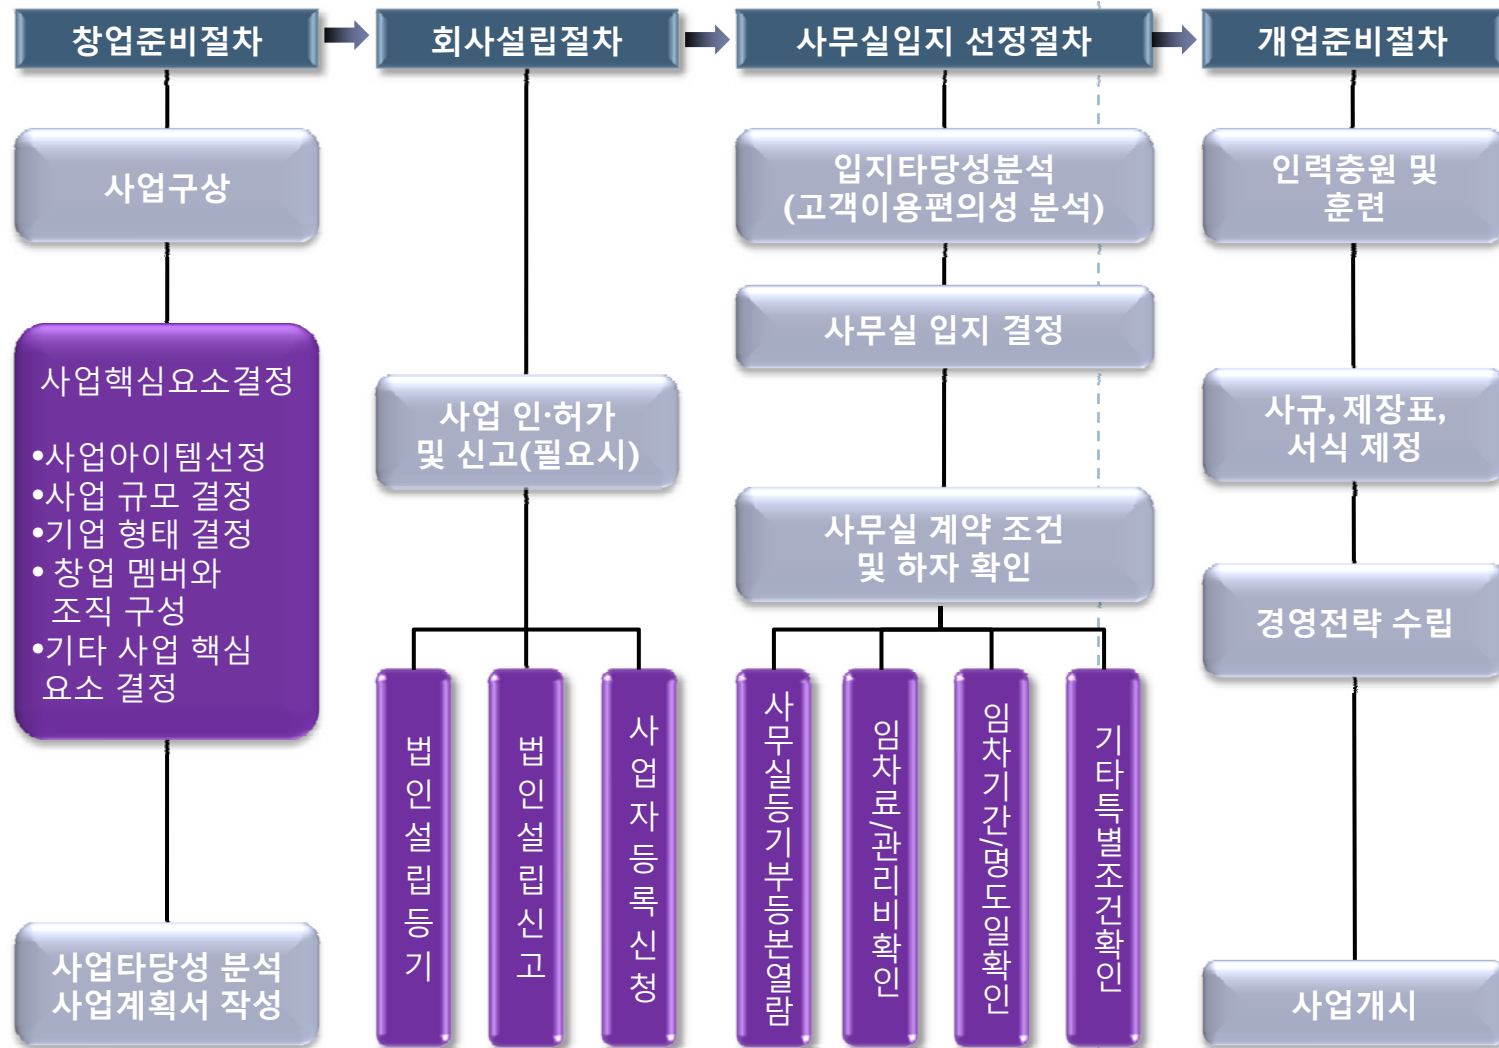 창업준비절차
회사설립절차
사무실입지 선정절차
개업준비절차
사업구상
사업핵심요소결정
•사업아이템선정
•사업 규모 결정
•기업 형태 결정
• 창업 멤버와
조직 구성
•기타 사업 핵심
요소 결정
사업타당성 분석
사업계획서 작성
사업 인·허가
및 신고(필요시)
법인설립등기
법인설립신고
사업자등록신청
입지타당성분석
(고객이용편의성 분석)
사무실 입지 결정
사무실 계약 조건
및 하자 확인
사무실등기부등본열람
임차료/관리비확인
임차기간/명도일확인
기타특별조건확인
인력충원 및
훈련
사규, 제장표,
서식 제정
경영전략 수립
사업개시